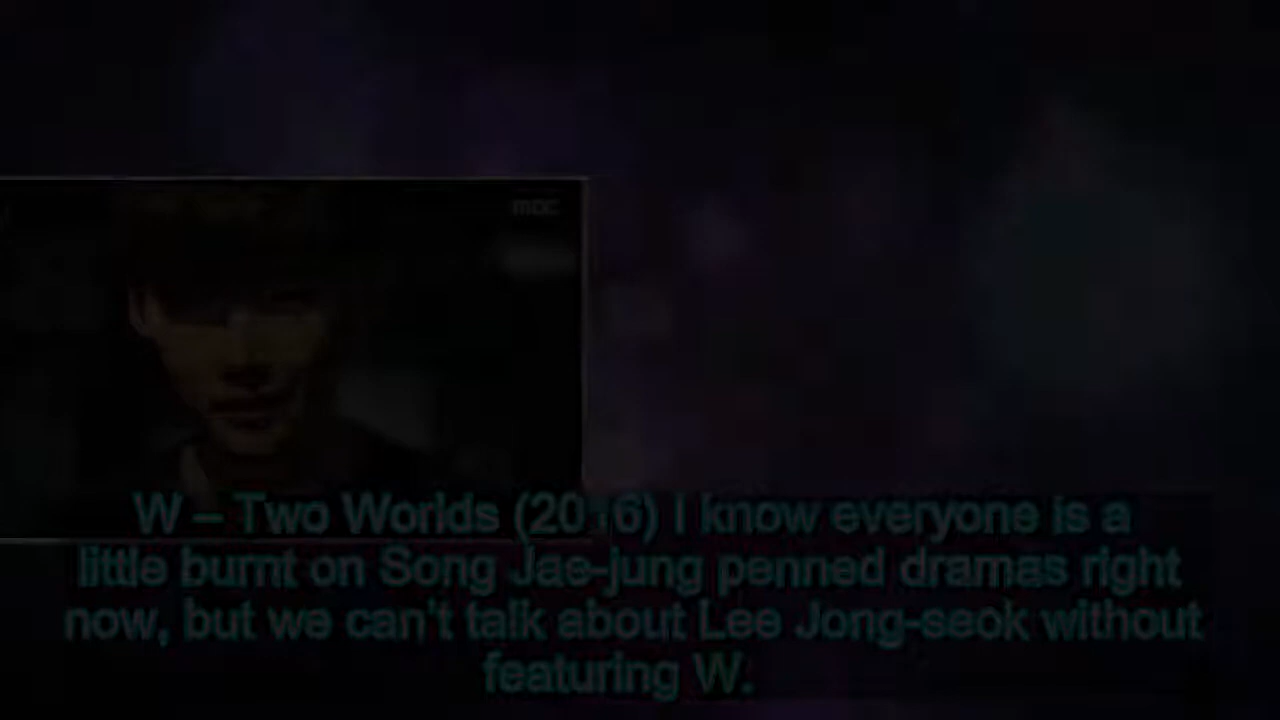 mbc
W – Two Worlds (2016) I know everyone is a
little burnt on Song Jae-jung penned dramas right
now, but we can't talk about Lee Jong-seok without
featuring W.